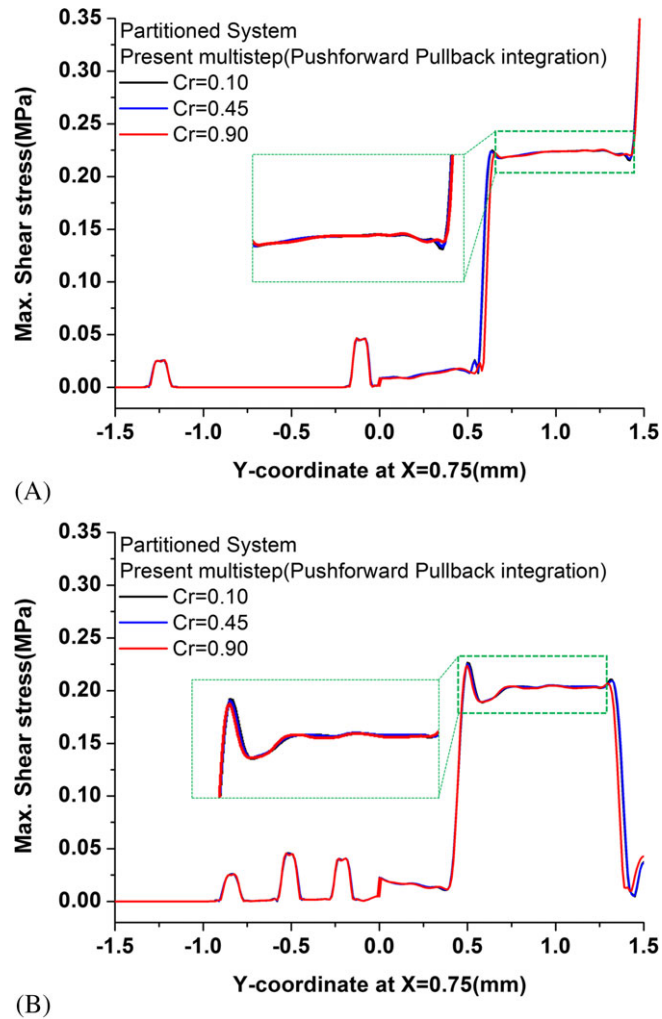 0.35
Partitioned System
Present multistep(Pushforward Pullback integration)
0.30
Cr=0.10
Cr=0.45
0.25
Cr=0.90
0.20
0.15
0.10
0.05
0.00
Max. Shear stress(MPa)
-1.5 -1.0 -0.5 0.0 0.5 1.0 1.5
Y-coordinate at X=0.75(mm)
(A)
0.35
Partitioned System
Present multistep(Pushforward Pullback integration)
0.30
Cr=0.10
Cr=0.45
0.25
Cr=0.90
0.20
0.15
0.10
0.05
0.00
Max. Shear stress(MPa)
-1.5 -1.0 -0.5 0.0 0.5 1.0 1.5
Y-coordinate at X=0.75(mm)
(B)